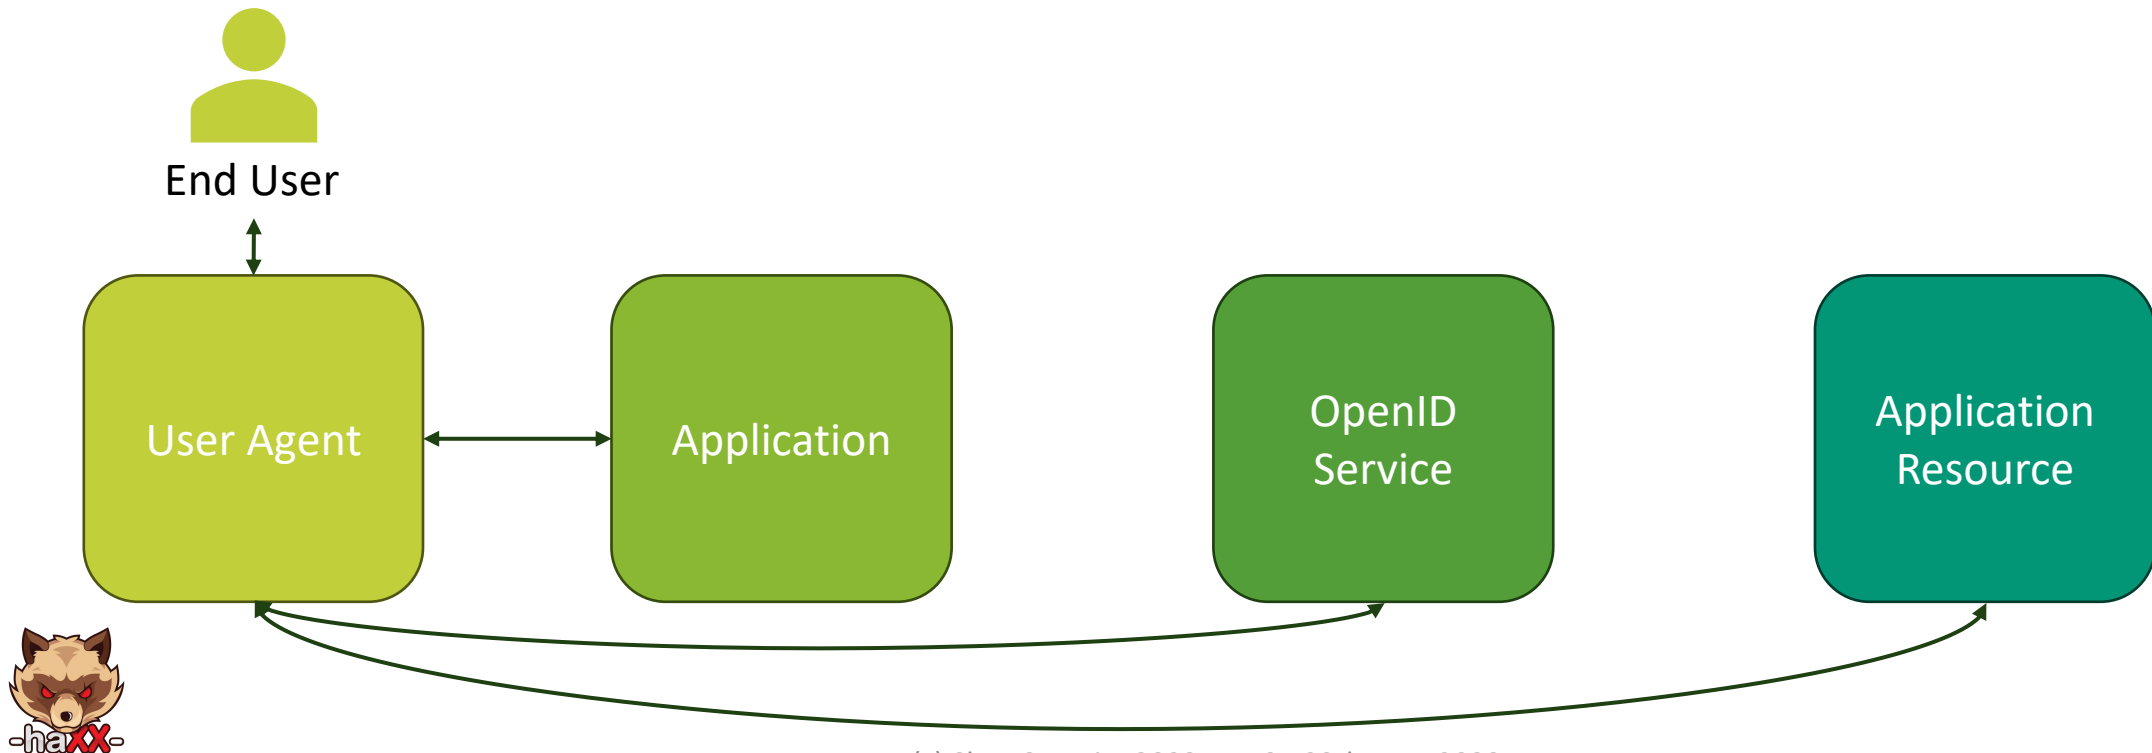 End User
User Agent
Application
OpenID
Service
Application
Resource
-haXX-